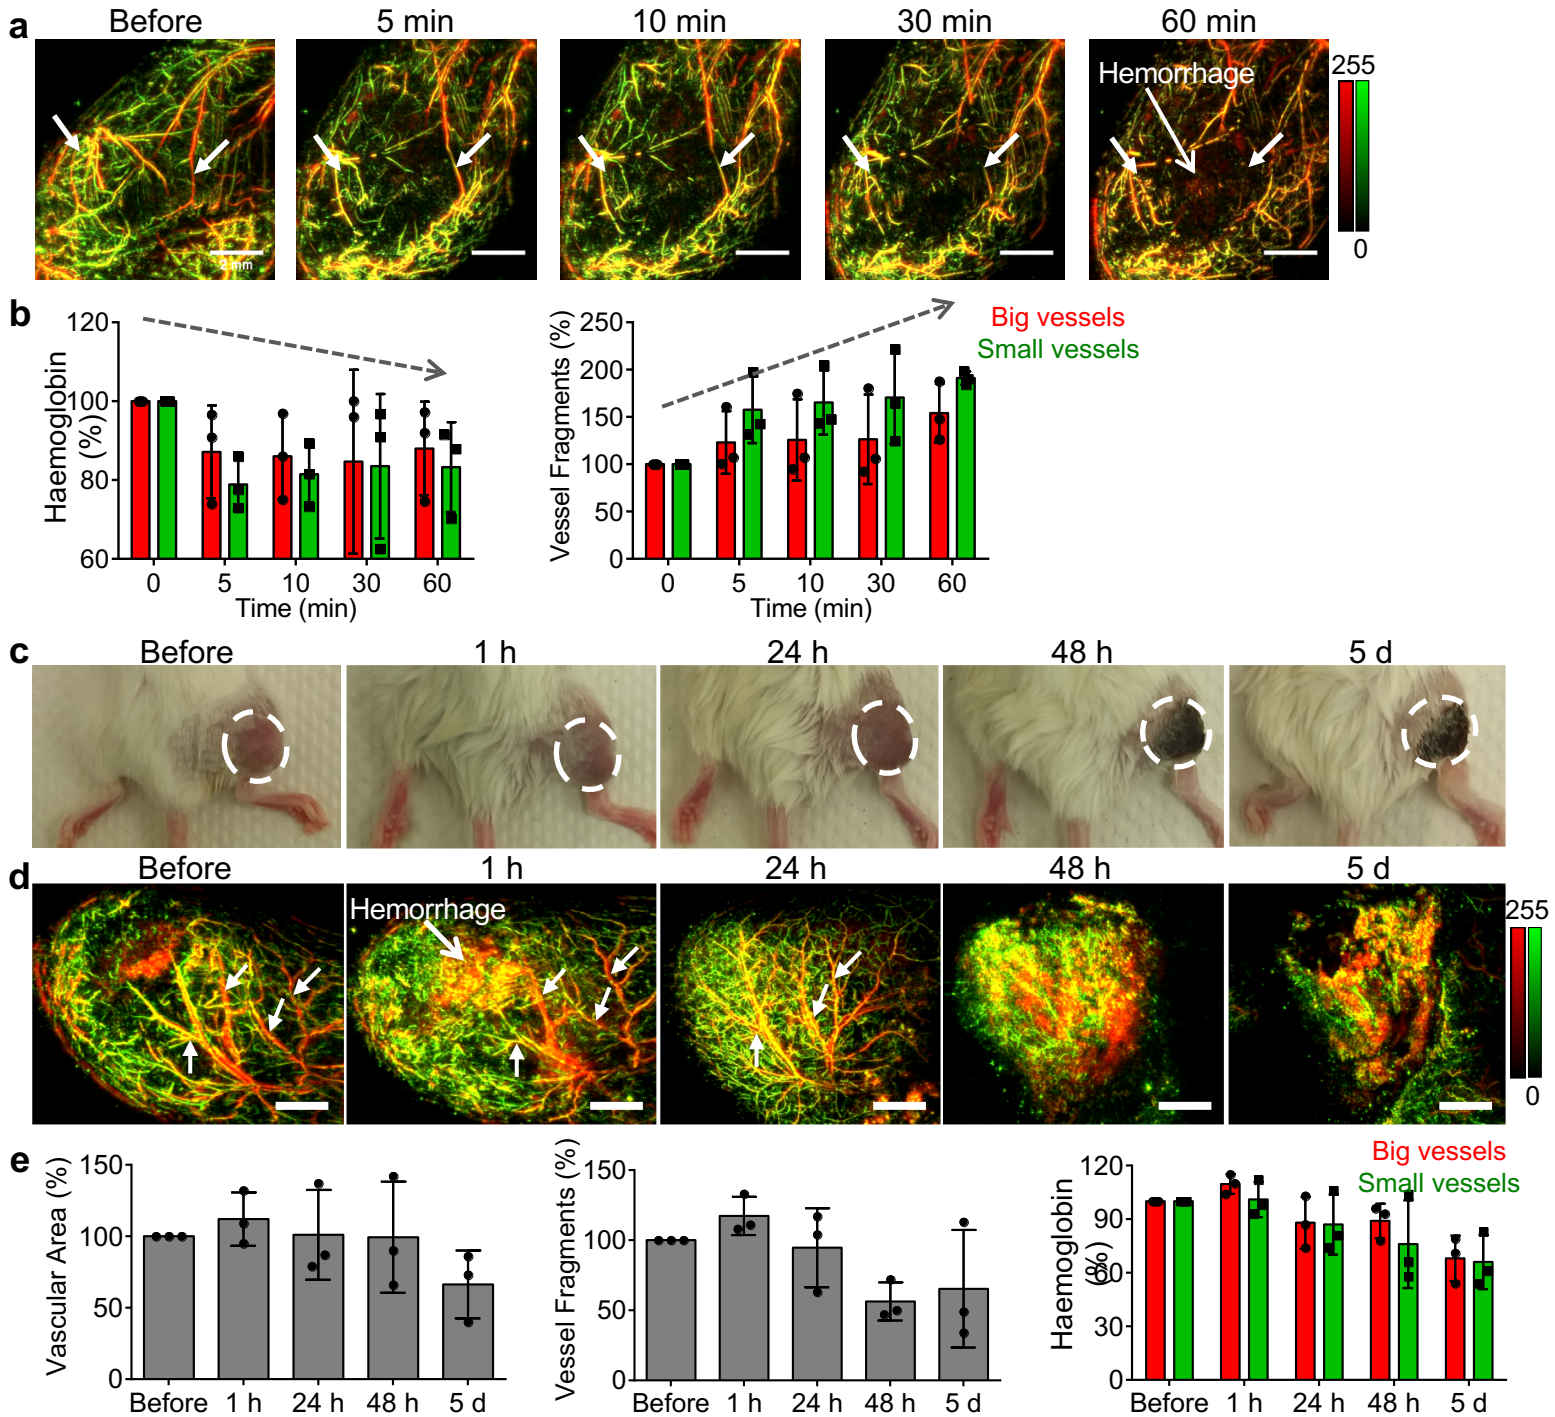 a
Before 5 min 10 min 30 min 60 min
Hemorrhage
255
0
2 mm
b
Haemoglobin (%)
120
100
80
60
0 5 10 30 60
Time (min)
Vessel Fragments (%)
250
200
150
100
50
0
0 5 10 30 60
Time (min)
Big vessels
Small vessels
c
Before 1 h 24 h 48 h 5 d
d
Before 1 h 24 h 48 h 5 d
Hemorrhage
255
0
e
Vascular Area (%)
150
100
50
0
Before 1 h 24 h 48 h 5 d
Vessel Fragments (%)
150
100
50
0
Before 1 h 24 h 48 h 5 d
Haemoglobin (%)
120
90
60
30
0
Before 1 h 24 h 48 h 5 d
Big vessels
Small vessels